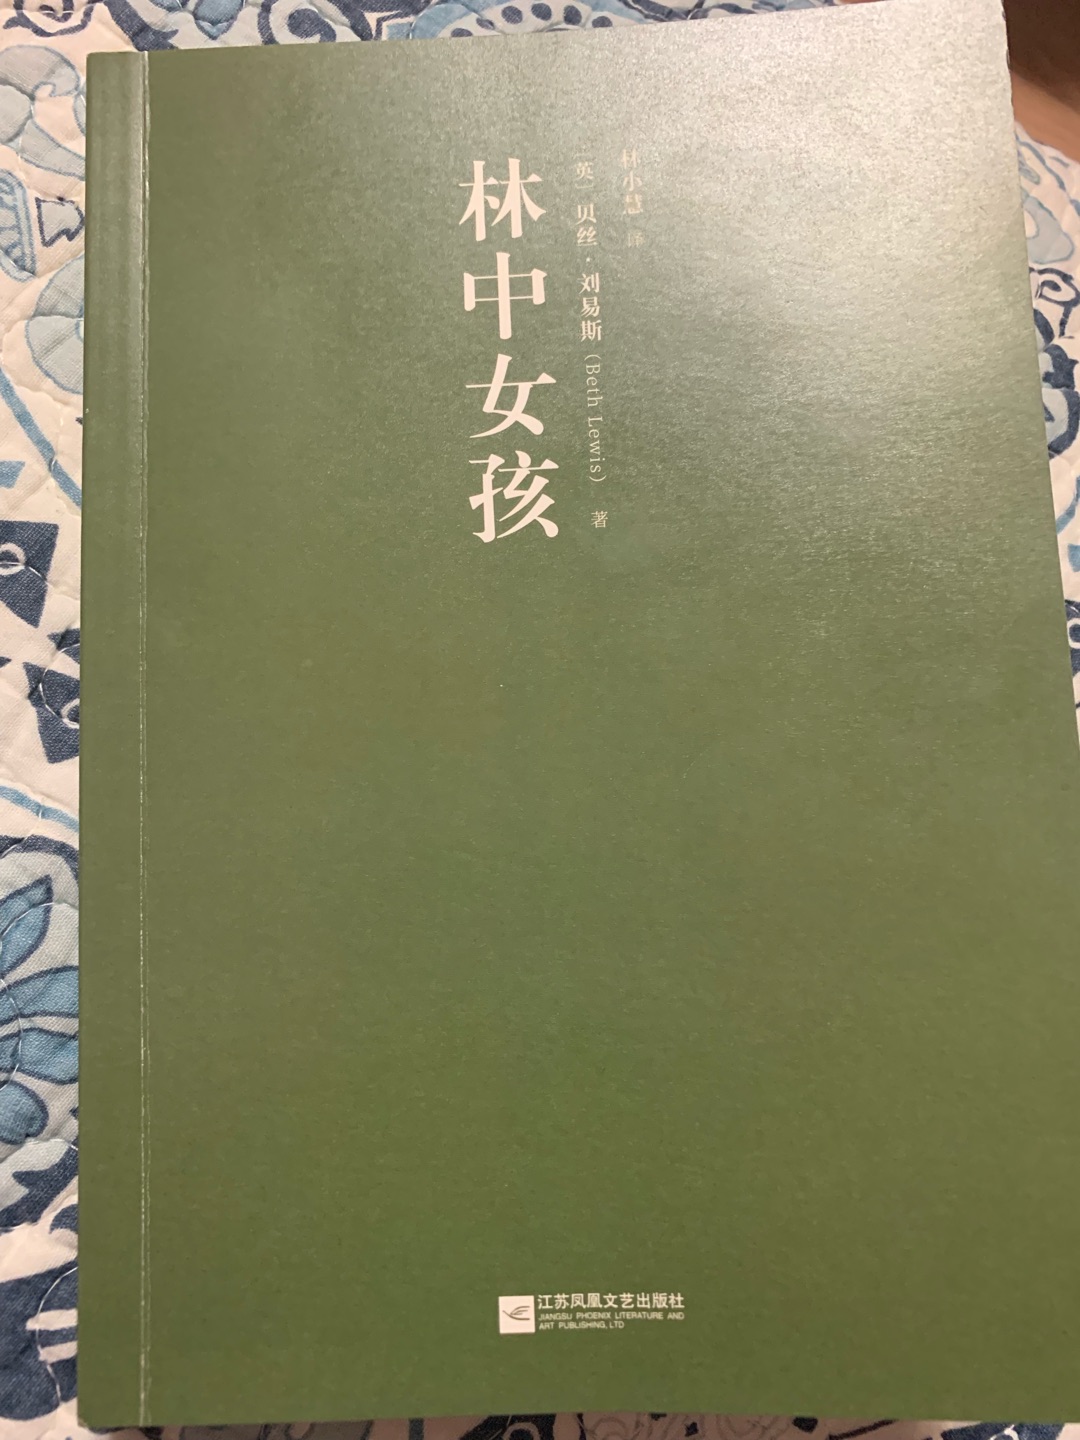 林中女孩
英〕贝丝·刘易斯(Beth Lewis) 著
林小慧 译
江苏凤凰文艺出版社
JIANGSU PHOENIX LITERATURE AND
ART PUBLISHING, LTD